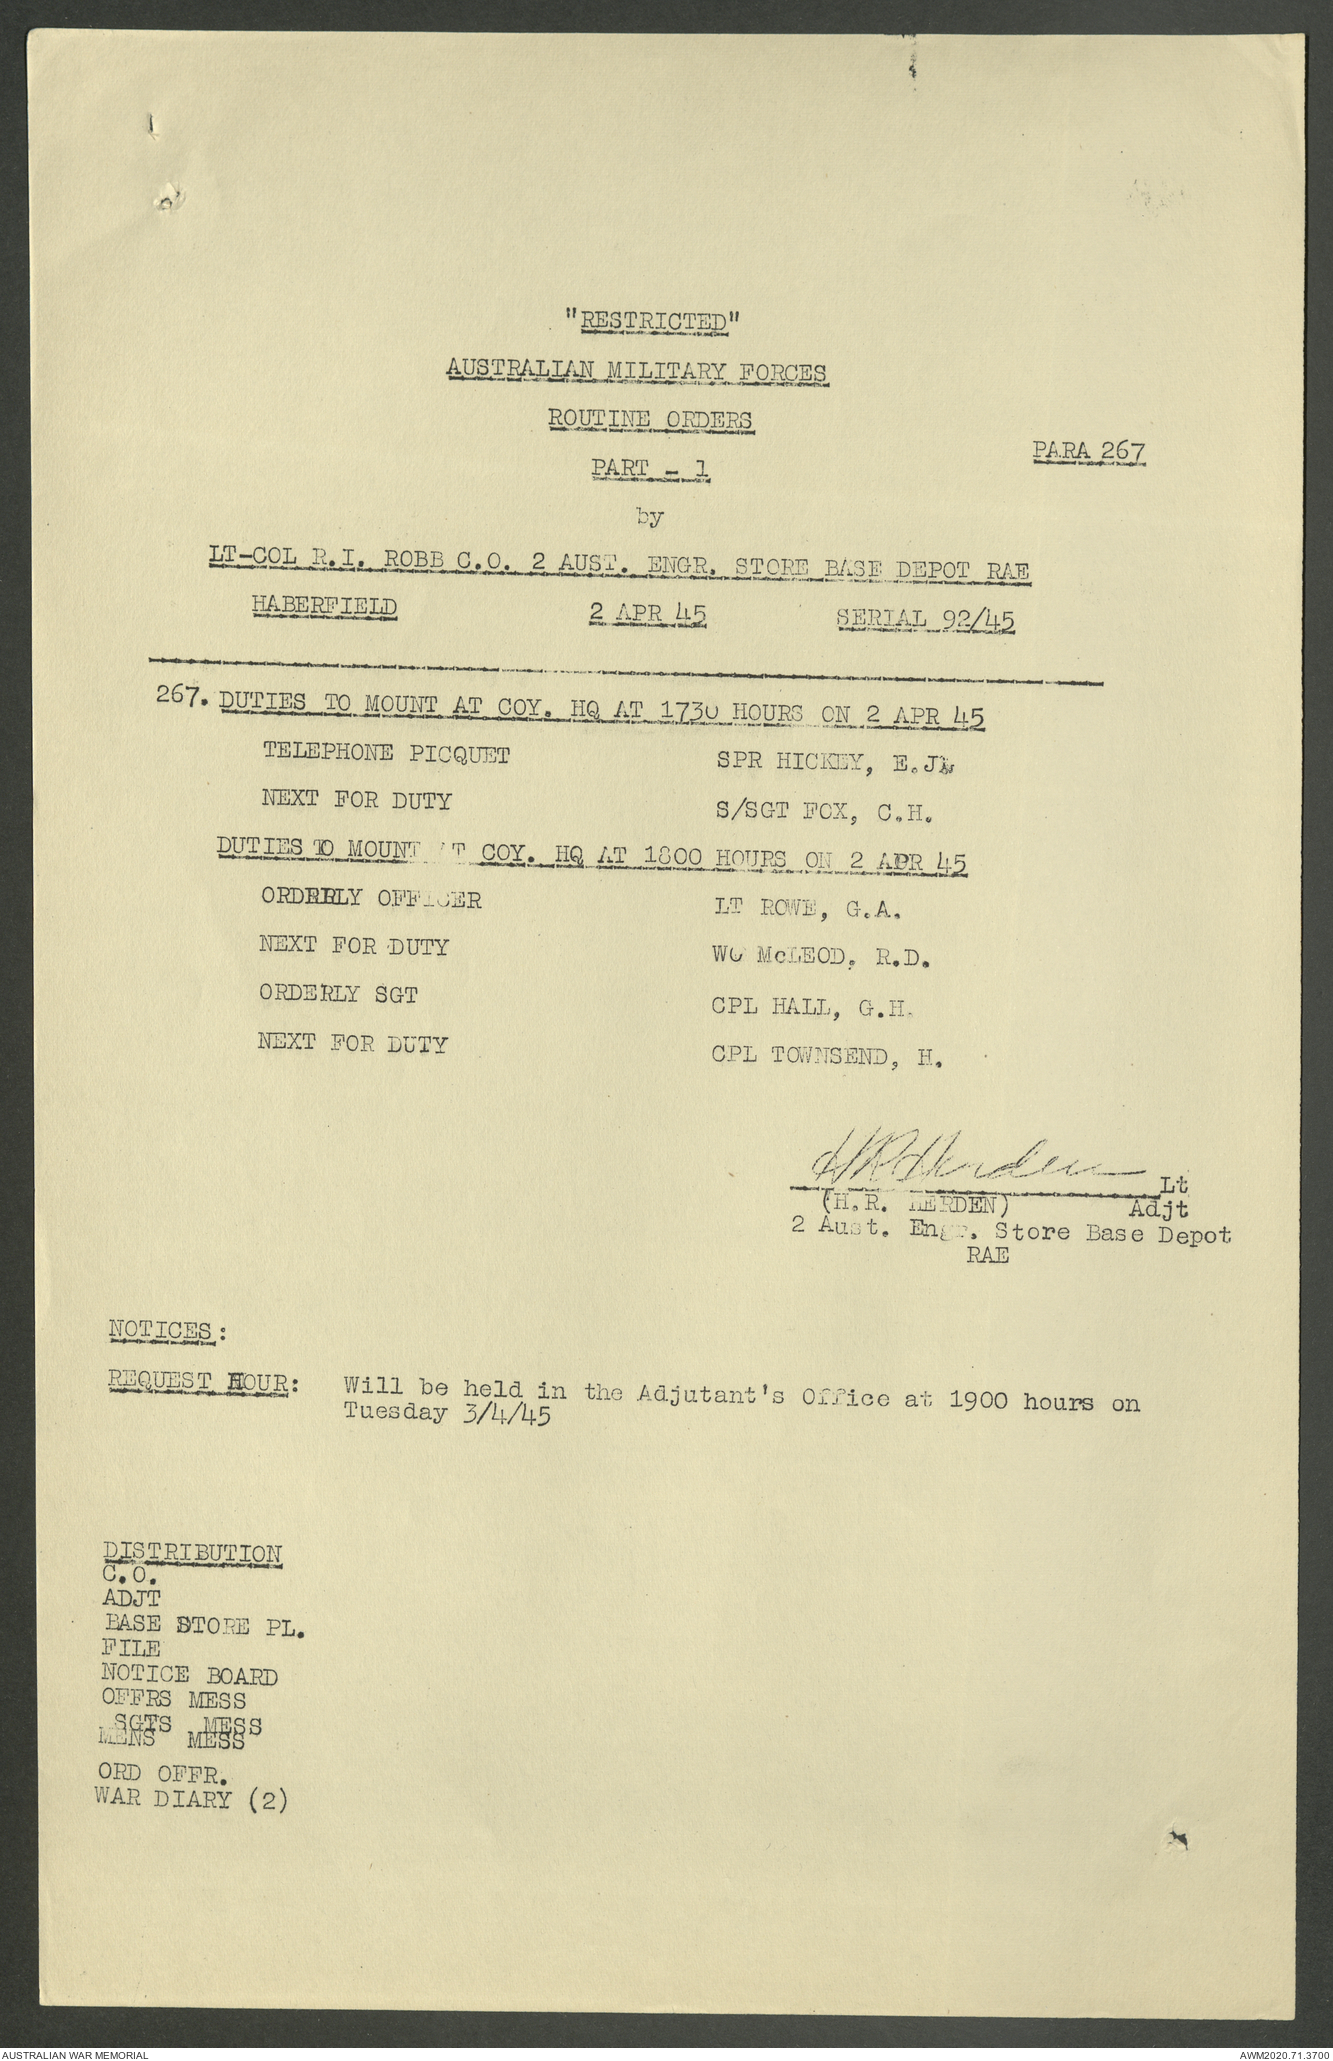 "RESTRICTED"
AUSTRALIAN MILITARY FORCES
ROUTINE ORDERS
PARA 267
PART - 1
by
LT-COL R.I. ROBB C.O. 2 AUST. ENGR. STORE BASE DEPOT RAE
HABERFIELD 2 APR 45 SERIAL 92/45
267. DUTIES TO MOUNT AT COY. HQ AT 1730 HOURS ON 2 APR 45
TELEPHONE PICQUET SPR HICKEY, E.J.
NEXT FOR DUTY S/SGT FOX, C.H.
DUTIES TO MOUNT AT COY. HQ AT 1800 HOURS ON 2 APR 45
ORDERLY OFFICER LT ROWE, G.A.
NEXT FOR DUTY WO McLEOD, R.D.
ORDERLY SGT CPL HALL, G.H.
NEXT FOR DUTY CPL TOWNSEND, H.
HRHerden Lt
(H.R. HERDEN) Adjt
2 Aust. Engr. Store Base Depot
RAE
NOTICES:
REQUEST HOUR: Will be held in the Adjutant's Office at 1900 hours on
Tuesday 3/4/45
DISTRIBUTION
C.O.
ADJT
BASE STORE PL.
FILE
NOTICE BOARD
OFFRS MESS
SGTS MESS
MENS MESS
ORD OFFR.
WAR DIARY (2)
AUSTRALIAN WAR MEMORIAL AWM2020.71.3700